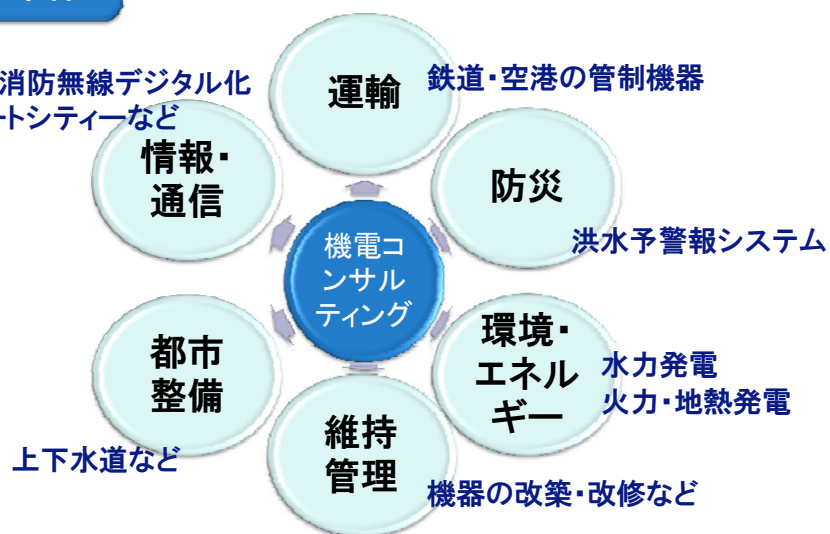 運輸
鉄道・空港の管制機器
消防無線デジタル化
ートシティーなど
情報・
通信
防災
洪水予警報システム
機電コ
ンサル
ティング
環境・
エネル
ギー
水力発電
火力・地熱発電
都市
整備
上下水道など
維持
管理
機器の改築・改修など